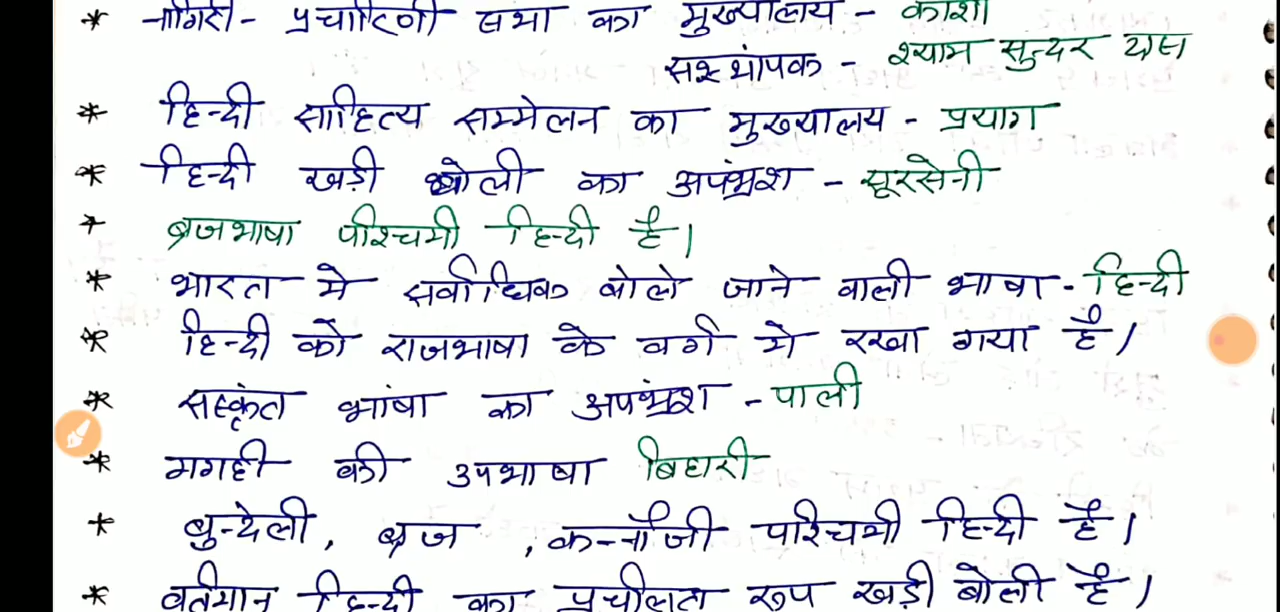 * नागरी - प्रचारिणी सभा का मुख्यालय - काशी
संस्थांपक - श्याम सुन्दर दास
* हिन्दी साहित्य सम्मेलन का मुख्यालय - प्रयाग
* हिन्दी खड़ी बोली का अपभ्रंश - सूरसेनी
* ब्रजभाषा पश्चिमी हिन्दी है।
* भारत मे सर्वाधिक बोले जाने वाली भाषा - हिन्दी
* हिन्दी को राजभाषा के वर्ग मे रखा गया है।
* सस्कृंत भांषा का अपभ्रंश - पाली
* मगही की उपभाषा बिहारी
* बुन्देली, ब्रज , कन्नौजी पश्चिमी हिन्दी है।
* वर्तमान हिन्दी का प्रचलित रूप खड़ी बोली है।